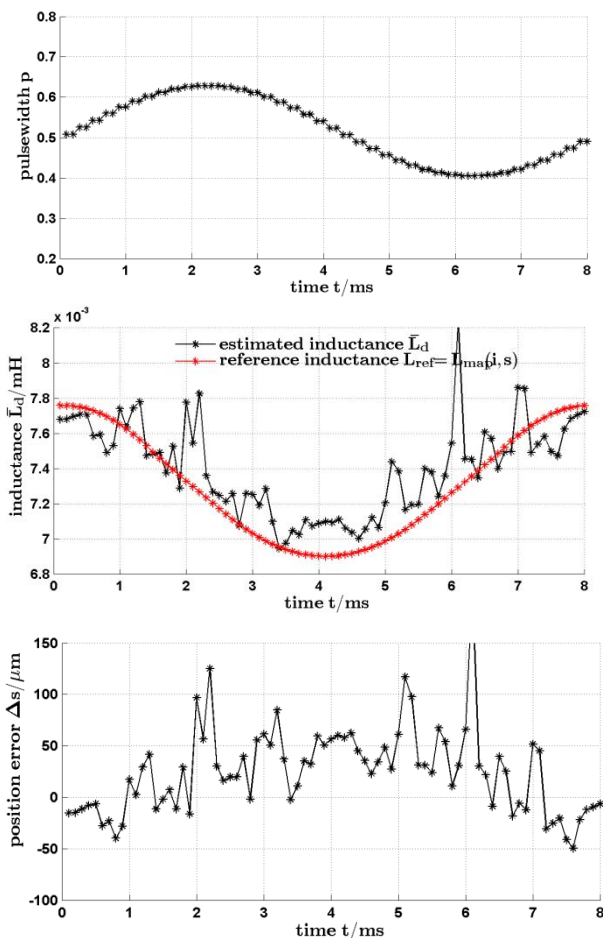 0.8
0.7
0.6
0.5
0.4
0.3
0.2
pulsewidth p
0 1 2 3 4 5 6 7 8
time t/ms
x 10⁻³
8.2
8
7.8
7.6
7.4
7.2
7
6.8
inductance L̄d/mH
estimated inductance L̄d
reference inductance Lref= Lmap(i,s)
0 1 2 3 4 5 6 7 8
time t/ms
150
100
50
0
-50
-100
position error Δs/μm
0 1 2 3 4 5 6 7 8
time t/ms